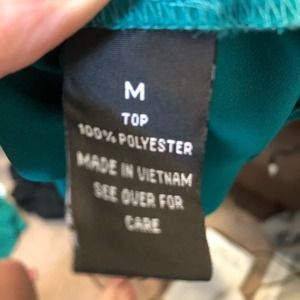 M
TOP
100% POLYESTER
MADE IN VIETNAM
SEE OVER FOR
CARE